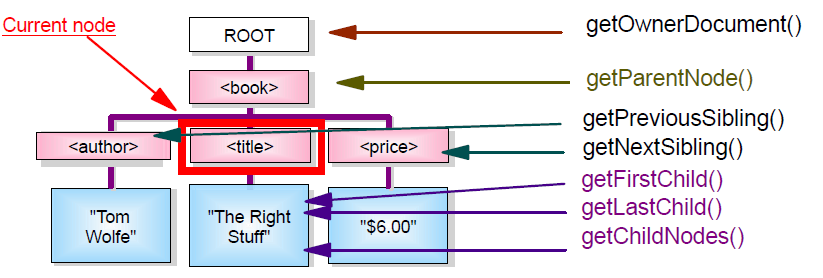 Current node
ROOT
getOwnerDocument()
<book>
getParentNode()
getPreviousSibling()
<author>
<title>
<price>
getNextSibling()
getFirstChild()
"Tom
Wolfe"
"The Right
Stuff"
"$6.00"
getLastChild()
getChildNodes()